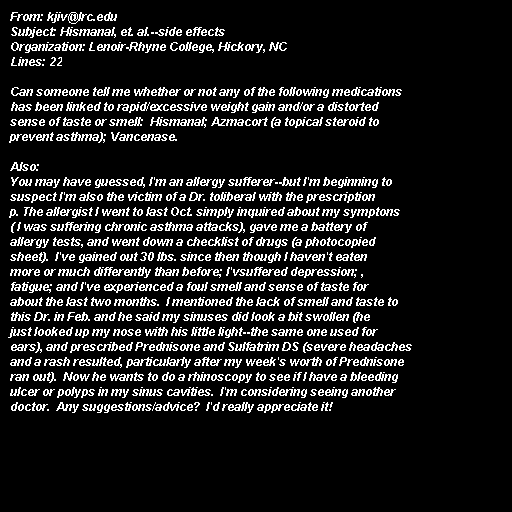 From: kjiv@lrc.edu
Subject: Hismanal, et. al.--side effects
Organization: Lenoir-Rhyne College, Hickory, NC
Lines: 22

Can someone tell me whether or not any of the following medications
has been linked to rapid/excessive weight gain and/or a distorted
sense of taste or smell:  Hismanal; Azmacort (a topical steroid to
prevent asthma); Vancenase.

Also:
You may have guessed, I'm an allergy sufferer--but I'm beginning to
suspect I'm also the victim of a Dr. toliberal with the prescription
p. The allergist I went to last Oct. simply inquired about my symptons
( I was suffering chronic asthma attacks), gave me a battery of
allergy tests, and went down a checklist of drugs (a photocopied
sheet).  I've gained out 30 lbs. since then though I haven't eaten
more or much differently than before; I'vsuffered depression; ,
fatigue; and I've experienced a foul smell and sense of taste for
about the last two months.  I mentioned the lack of smell and taste to
this Dr. in Feb. and he said my sinuses did look a bit swollen (he
just looked up my nose with his little light--the same one used for
ears), and prescribed Prednisone and Sulfatrim DS (severe headaches
and a rash resulted, particularly after my week's worth of Prednisone
ran out).  Now he wants to do a rhinoscopy to see if I have a bleeding
ulcer or polyps in my sinus cavities.  I'm considering seeing another
doctor.  Any suggestions/advice?  I'd really appreciate it!